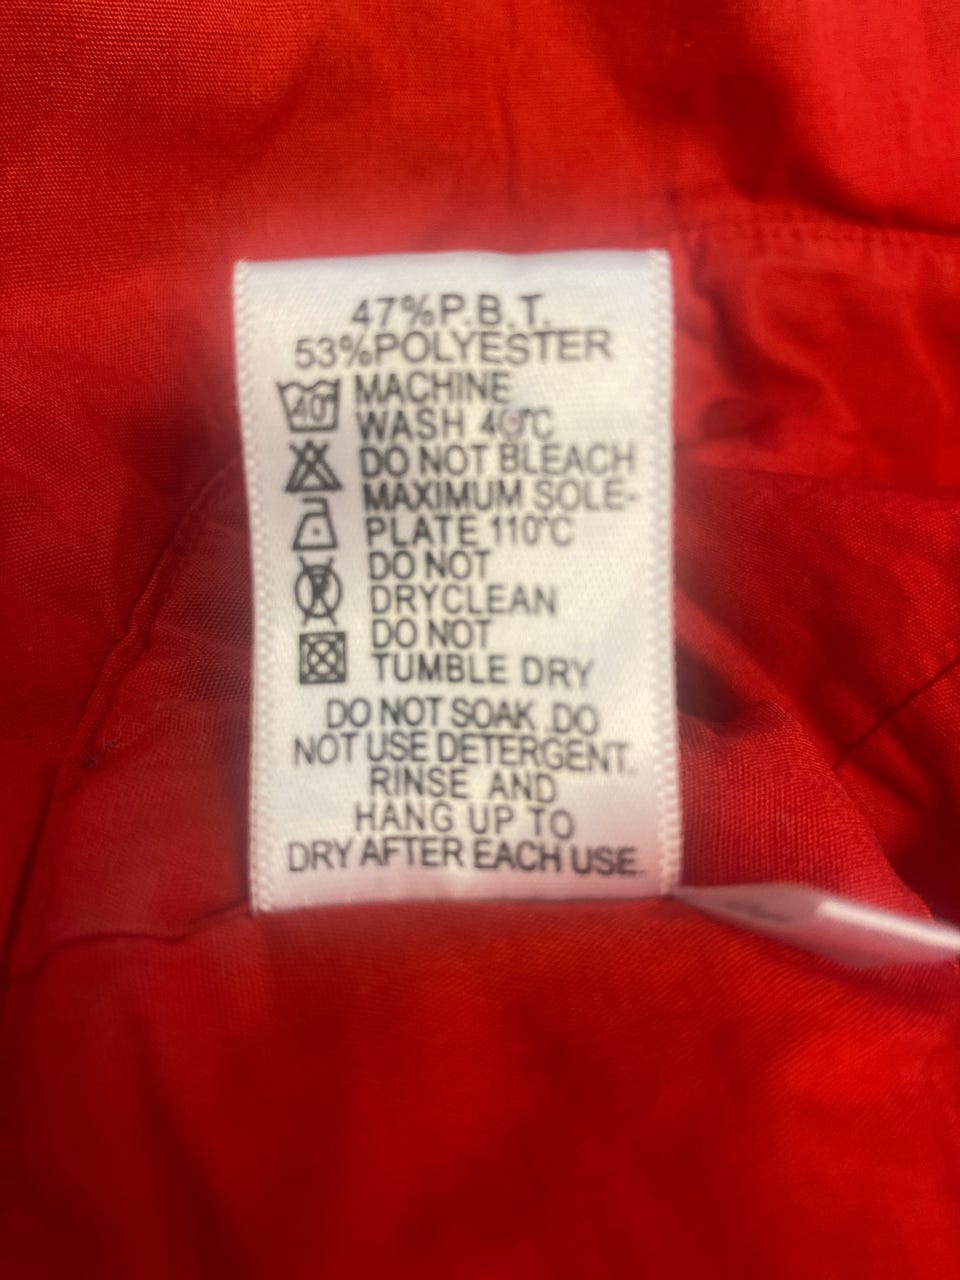 47%P.B.T.
53%POLYESTER
40° MACHINE
WASH 40°C
DO NOT BLEACH
MAXIMUM SOLE-
PLATE 110°C
DO NOT
DRYCLEAN
DO NOT
TUMBLE DRY
DO NOT SOAK .DO
NOT USE DETERGENT.
RINSE AND
HANG UP TO
DRY AFTER EACH USE.